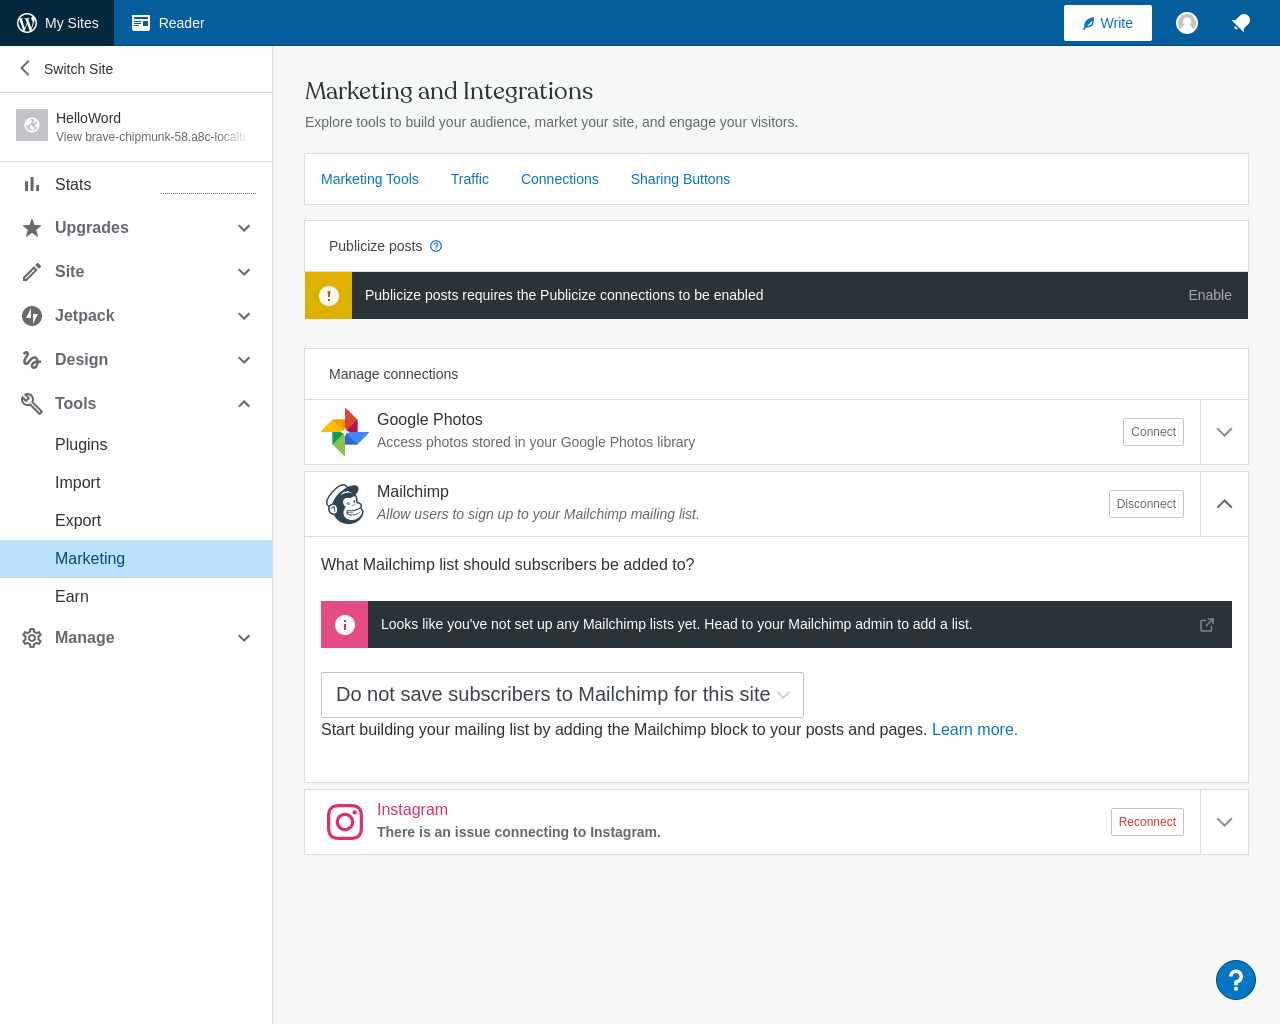 My Sites
Reader
Write
Switch Site
HelloWord
View brave-chipmunk-58.a8c-localtu
Stats
Upgrades
Site
Jetpack
Design
Tools
Plugins
Import
Export
Marketing
Earn
Manage
Marketing and Integrations
Explore tools to build your audience, market your site, and engage your visitors.
Marketing Tools
Traffic
Connections
Sharing Buttons
Publicize posts
Publicize posts requires the Publicize connections to be enabled
Enable
Manage connections
Google Photos
Access photos stored in your Google Photos library
Connect
Mailchimp
Allow users to sign up to your Mailchimp mailing list.
Disconnect
What Mailchimp list should subscribers be added to?
Looks like you've not set up any Mailchimp lists yet. Head to your Mailchimp admin to add a list.
Do not save subscribers to Mailchimp for this site
Start building your mailing list by adding the Mailchimp block to your posts and pages. Learn more.
Instagram
There is an issue connecting to Instagram.
Reconnect